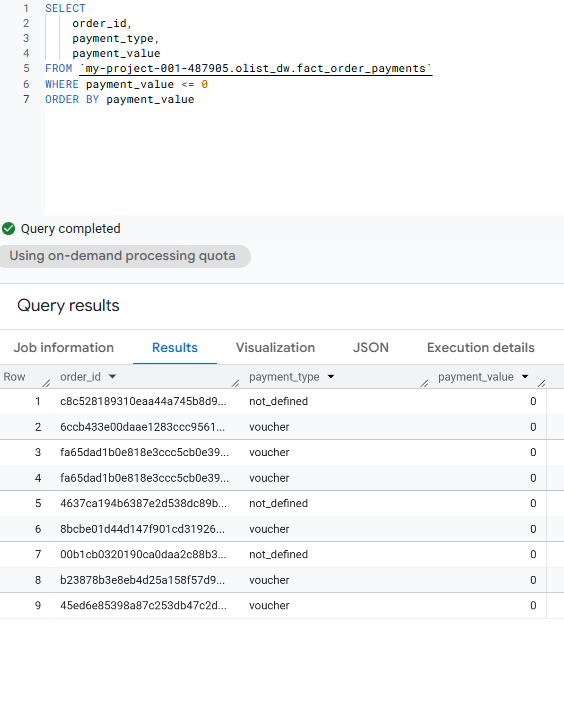 1 SELECT
2 order_id,
3 payment_type,
4 payment_value
5 FROM `my-project-001-487905.olist_dw.fact_order_payments`
6 WHERE payment_value <= 0
7 ORDER BY payment_value
Query completed
Using on-demand processing quota
Query results
Job information Results Visualization JSON Execution details
Row order_id payment_type payment_value
1 c8c528189310eaa44a745b8d9... not_defined 0
2 6ccb433e00daae1283ccc9561... voucher 0
3 fa65dad1b0e818e3ccc5cb0e39... voucher 0
4 fa65dad1b0e818e3ccc5cb0e39... voucher 0
5 4637ca194b6387e2d538dc89b... not_defined 0
6 8bcbe01d44d147f901cd31926... voucher 0
7 00b1cb0320190ca0daa2c88b3... not_defined 0
8 b23878b3e8eb4d25a158f57d9... voucher 0
9 45ed6e85398a87c253db47c2d... voucher 0